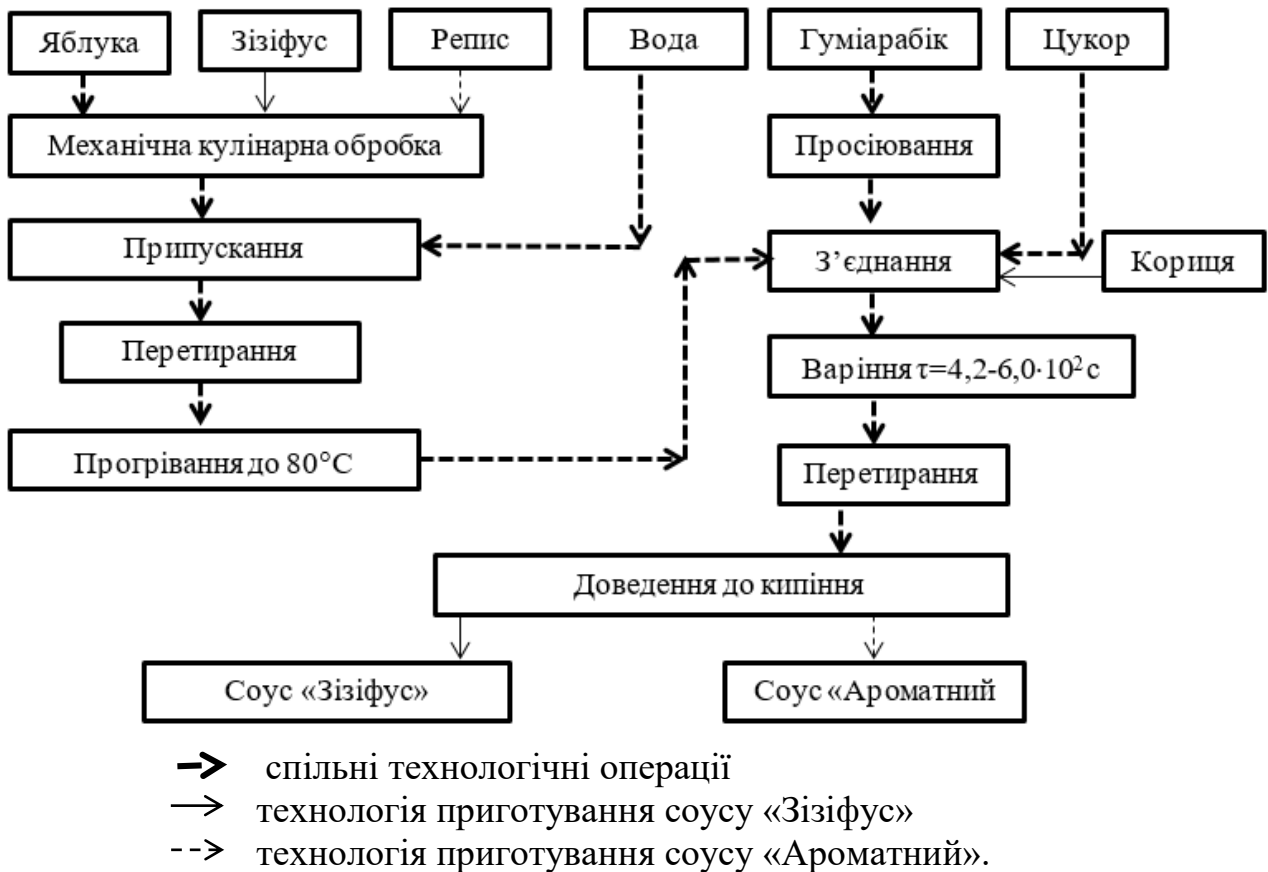 Яблука
Зізіфус
Репис
Вода
Гуміарабік
Цукор
Механічна кулінарна обробка
Просіювання
Припускання
З’єднання
Кориця
Перетирання
Варіння τ=4,2-6,0·10² с
Прогрівання до 80°С
Перетирання
Доведення до кипіння
Соус «Зізіфус»
Соус «Ароматний
спільні технологічні операції
технологія приготування соусу «Зізіфус»
технологія приготування соусу «Ароматний».